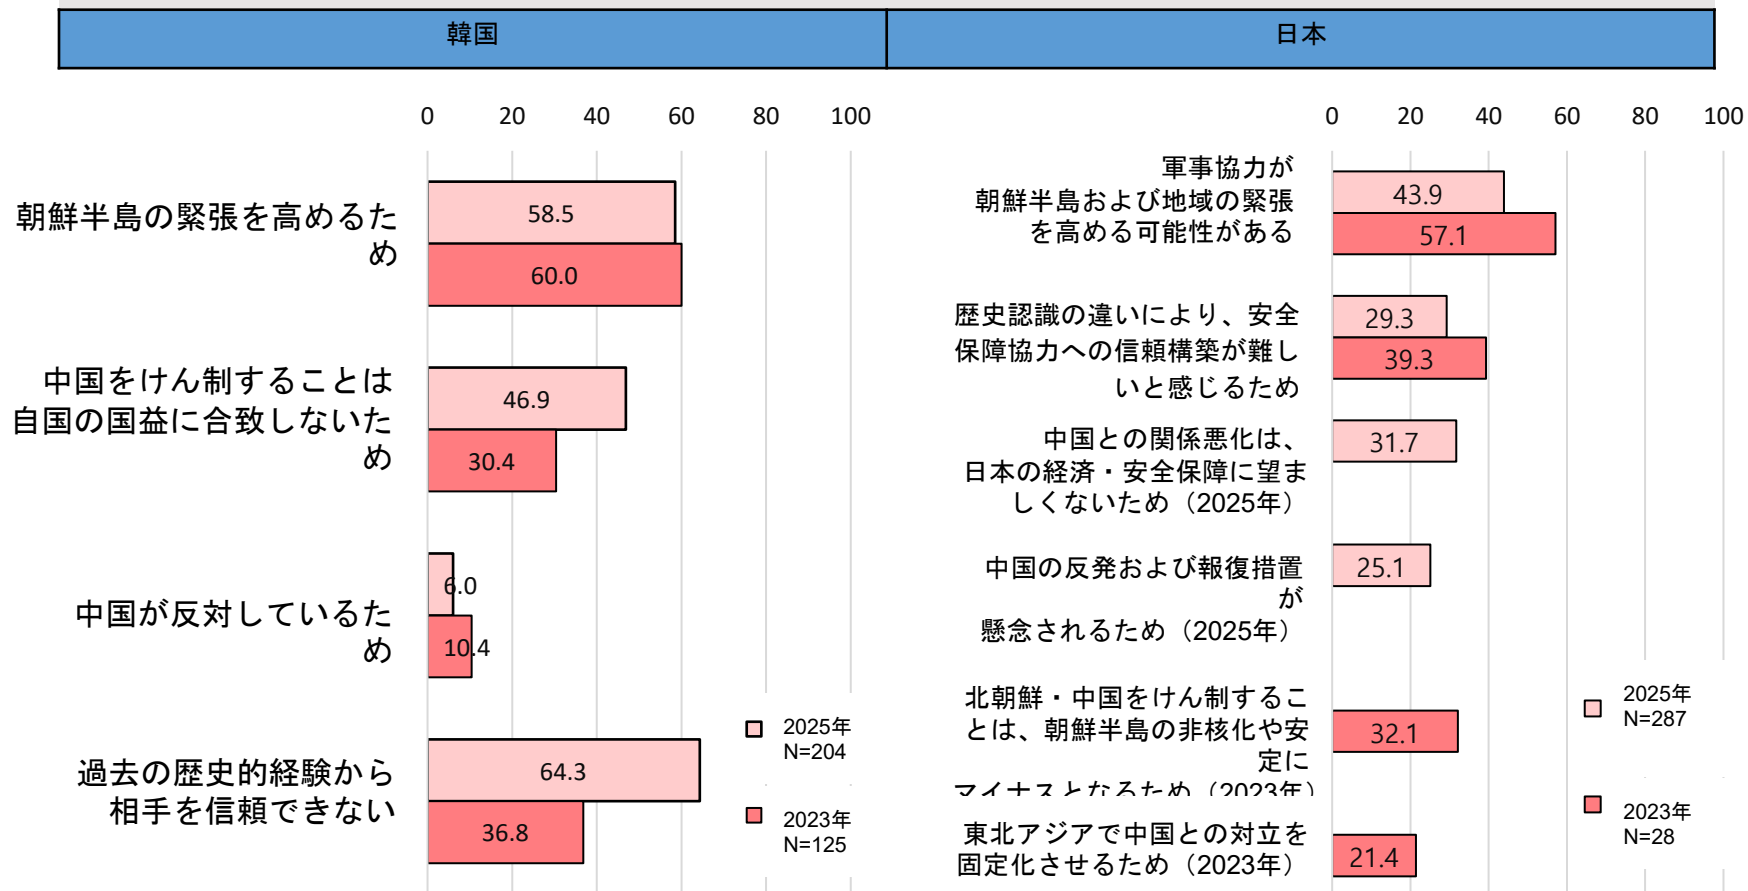 韓国
日本
0 20 40 60 80 100
朝鮮半島の緊張を高めるた
め
58.5
60.0
中国をけん制することは
自国の国益に合致しないた
め
46.9
30.4
中国が反対しているた
め
6.0
10.4
過去の歴史的経験から
相手を信頼できない
64.3
36.8
2025年
N=204
2023年
N=125
0 20 40 60 80 100
軍事協力が
朝鮮半島および地域の緊張
を高める可能性がある
43.9
57.1
歴史認識の違いにより、安全
保障協力への信頼構築が難し
いと感じるため
29.3
39.3
中国との関係悪化は、
日本の経済・安全保障に望ま
しくないため（2025年）
31.7
中国の反発および報復措置
が
懸念されるため（2025年）
25.1
北朝鮮・中国をけん制するこ
とは、朝鮮半島の非核化や安
定に
マイナスとなるため（2023年）
32.1
東北アジアで中国との対立を
固定化させるため（2023年）
21.4
2025年
N=287
2023年
N=28